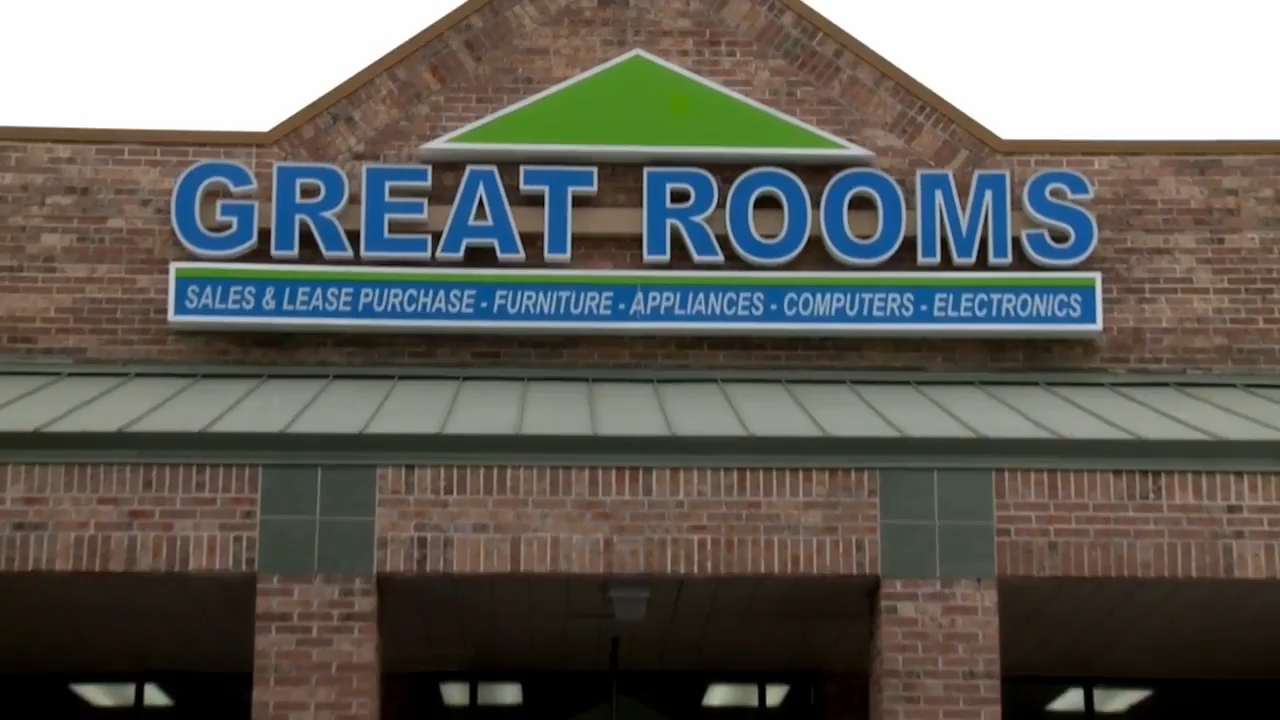 GREAT ROOMS
SALES & LEASE PURCHASE - FURNITURE - APPLIANCES - COMPUTERS - ELECTRONICS